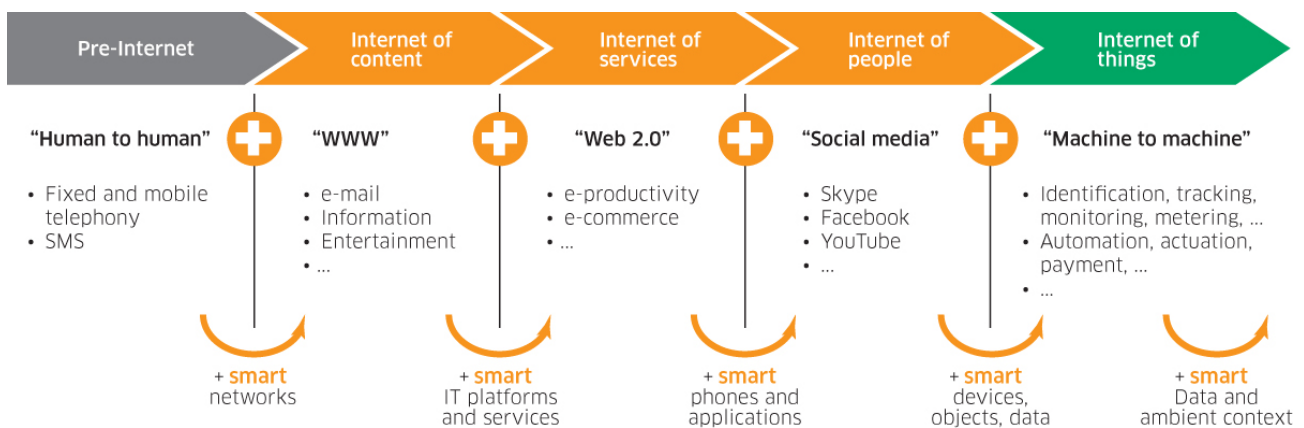 Pre-Internet
Internet of
content
Internet of
services
Internet of
people
Internet of
things
“Human to human”
“WWW”
“Web 2.0”
“Social media”
“Machine to machine”
• Fixed and mobile
telephony
• SMS
• e-mail
• Information
• Entertainment
• ...
• e-productivity
• e-commerce
• ...
• Skype
• Facebook
• YouTube
• ...
• Identification, tracking,
monitoring, metering, ...
• Automation, actuation,
payment, ...
• ...
+ smart
networks
+ smart
IT platforms
and services
+ smart
phones and
applications
+ smart
devices,
objects, data
+ smart
Data and
ambient context